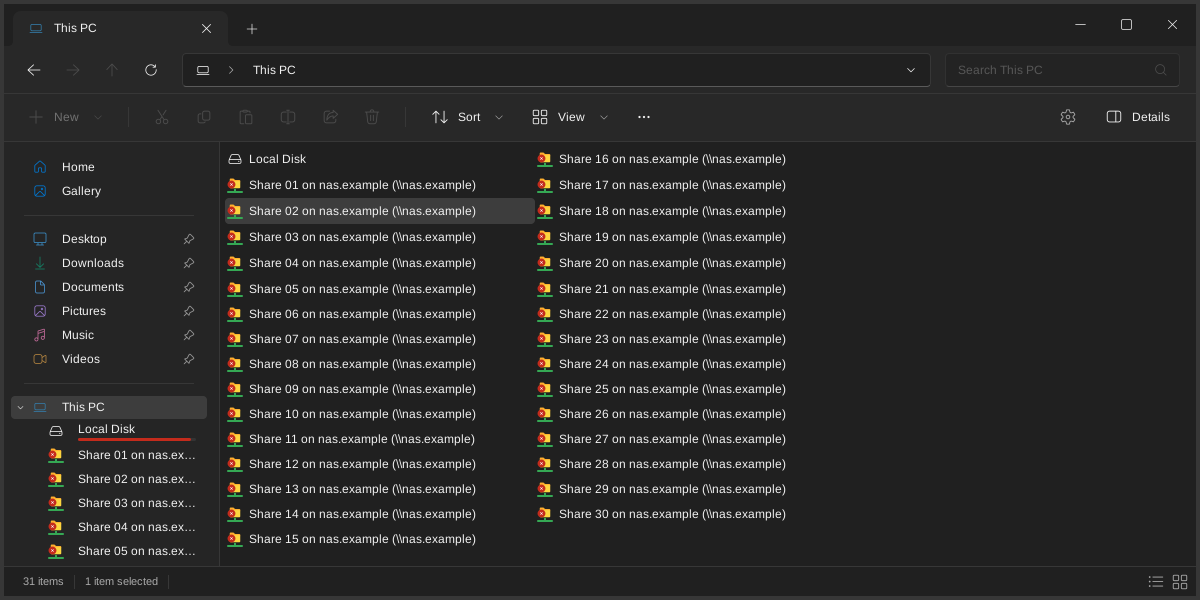 This PC
This PC
Search This PC
New
Sort
View
Details
Home
Gallery
Desktop
Downloads
Documents
Pictures
Music
Videos
This PC
Local Disk
Share 01 on nas.ex…
Share 02 on nas.ex…
Share 03 on nas.ex…
Share 04 on nas.ex…
Share 05 on nas.ex…
Local Disk
Share 01 on nas.example (\\nas.example)
Share 02 on nas.example (\\nas.example)
Share 03 on nas.example (\\nas.example)
Share 04 on nas.example (\\nas.example)
Share 05 on nas.example (\\nas.example)
Share 06 on nas.example (\\nas.example)
Share 07 on nas.example (\\nas.example)
Share 08 on nas.example (\\nas.example)
Share 09 on nas.example (\\nas.example)
Share 10 on nas.example (\\nas.example)
Share 11 on nas.example (\\nas.example)
Share 12 on nas.example (\\nas.example)
Share 13 on nas.example (\\nas.example)
Share 14 on nas.example (\\nas.example)
Share 15 on nas.example (\\nas.example)
Share 16 on nas.example (\\nas.example)
Share 17 on nas.example (\\nas.example)
Share 18 on nas.example (\\nas.example)
Share 19 on nas.example (\\nas.example)
Share 20 on nas.example (\\nas.example)
Share 21 on nas.example (\\nas.example)
Share 22 on nas.example (\\nas.example)
Share 23 on nas.example (\\nas.example)
Share 24 on nas.example (\\nas.example)
Share 25 on nas.example (\\nas.example)
Share 26 on nas.example (\\nas.example)
Share 27 on nas.example (\\nas.example)
Share 28 on nas.example (\\nas.example)
Share 29 on nas.example (\\nas.example)
Share 30 on nas.example (\\nas.example)
31 items
1 item selected